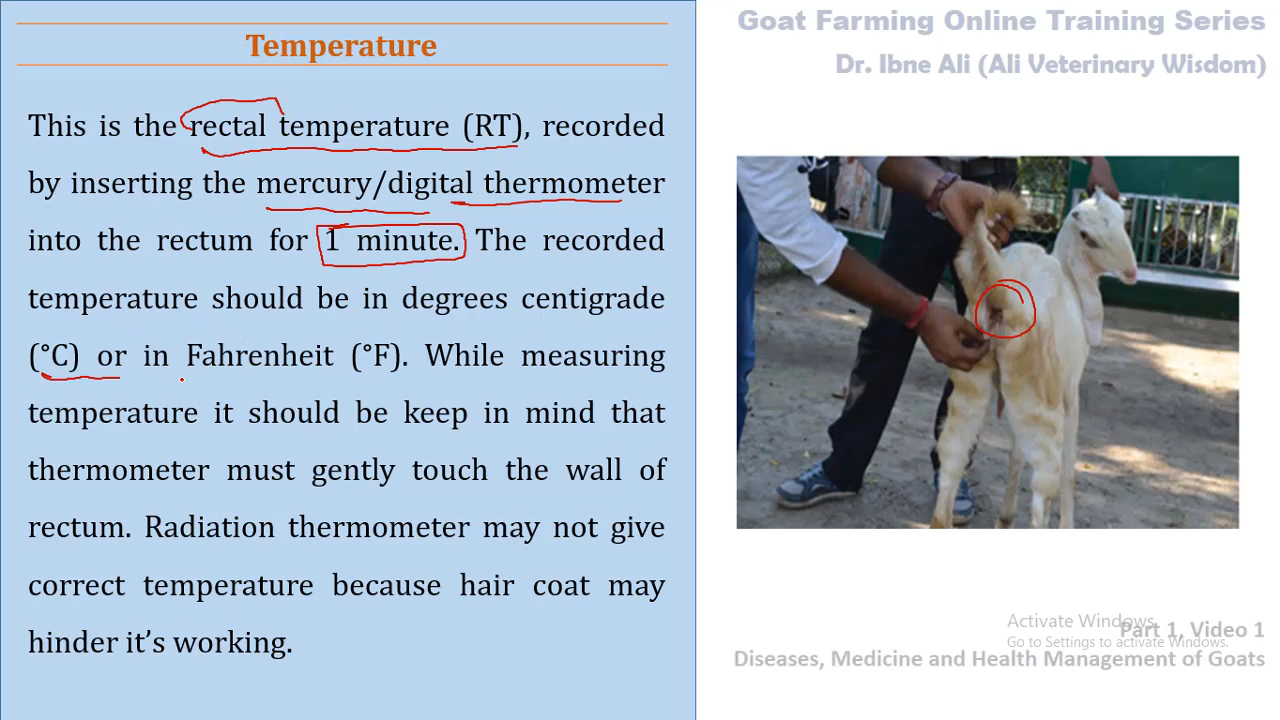 Temperature
This is the rectal temperature (RT), recorded
by inserting the mercury/digital thermometer
into the rectum for 1 minute. The recorded
temperature should be in degrees centigrade
(°C) or in Fahrenheit (°F). While measuring
temperature it should be keep in mind that
thermometer must gently touch the wall of
rectum. Radiation thermometer may not give
correct temperature because hair coat may
hinder it's working.
Goat Farming Online Training Series
Dr. Ibne Ali (Ali Veterinary Wisdom)
Activate Windows
Part 1, Video 1
Go to Settings to activate Windows.
Diseases, Medicine and Health Management of Goats